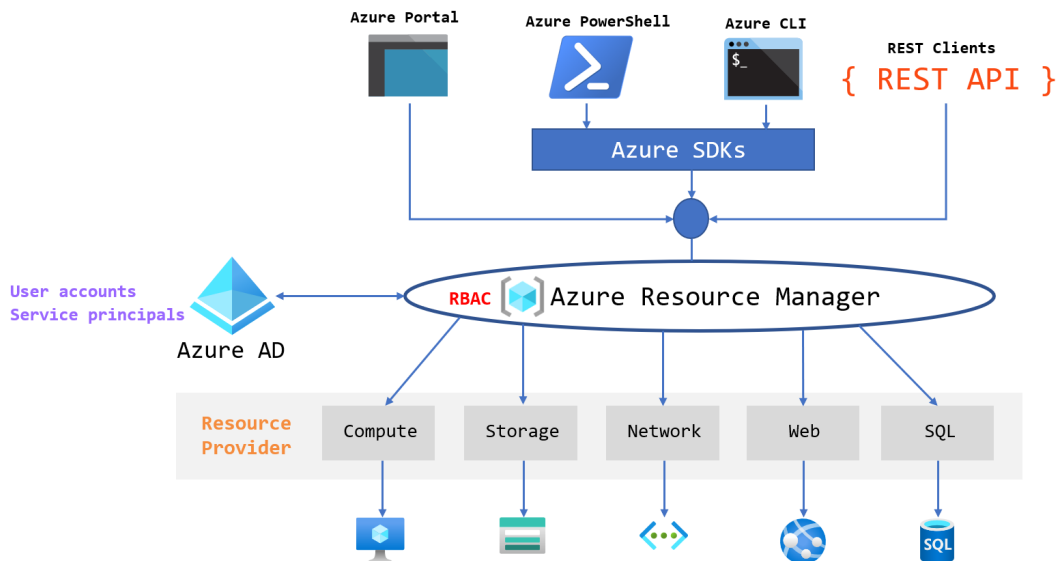 Azure Portal
Azure PowerShell
Azure CLI
REST Clients
$_
{ REST API }
Azure SDKs
User accounts
Service principals
Azure AD
RBAC
Azure Resource Manager
Resource
Provider
Compute
Storage
Network
Web
SQL
SQL